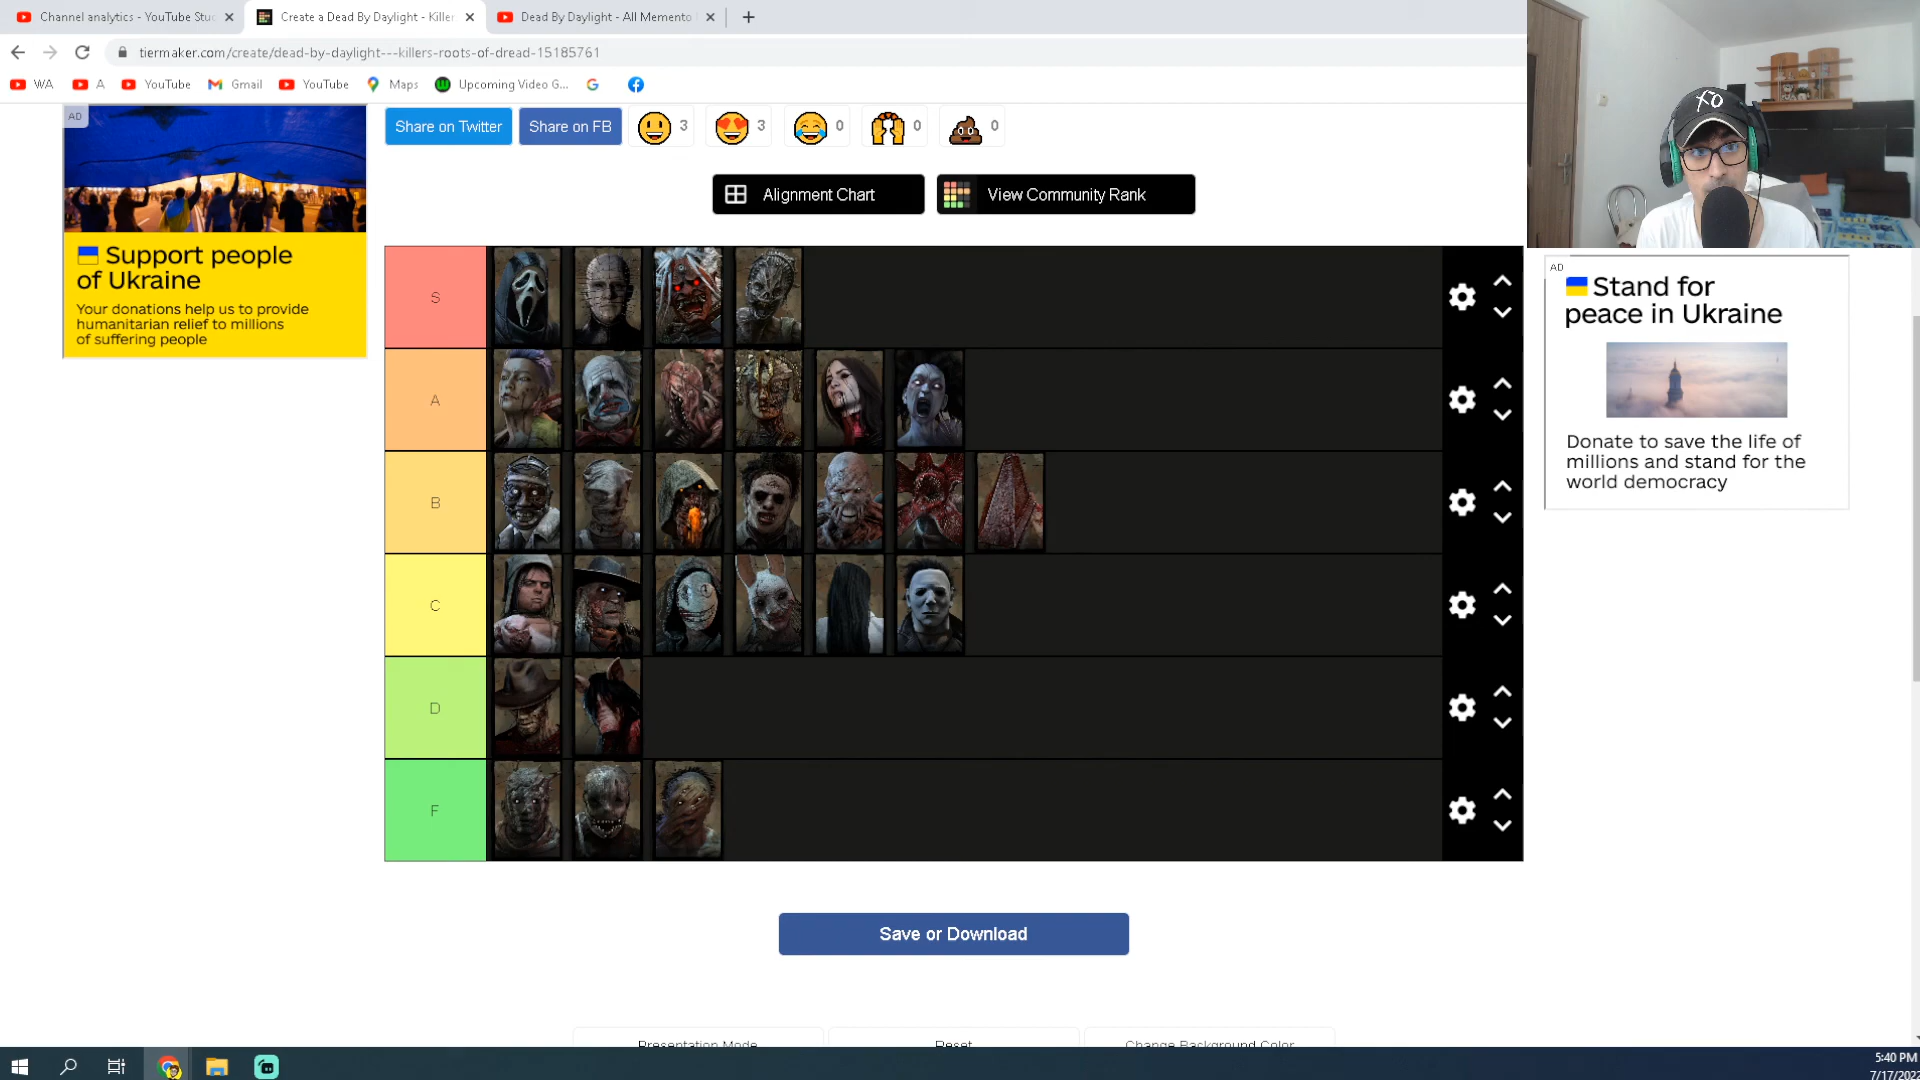 Channel analytics - YouTube Stu
Create a Dead By Daylight - Killer
Dead By Daylight - All Memento
tiermaker.com/create/dead-by-daylight---killers-roots-of-dread-15185761
WA
A
YouTube
Gmail
YouTube
Maps
Upcoming Video G...
AD
Support people
of Ukraine
Your donations help us to provide
humanitarian relief to millions
of suffering people
Share on Twitter
Share on FB
3
3
0
0
0
Alignment Chart
View Community Rank
XO
S
A
B
C
D
F
AD
Stand for
peace in Ukraine
Donate to save the life of
millions and stand for the
world democracy
Save or Download
Presentation Mode
Reset
Change Background Color
5:40 PM
7/17/2022